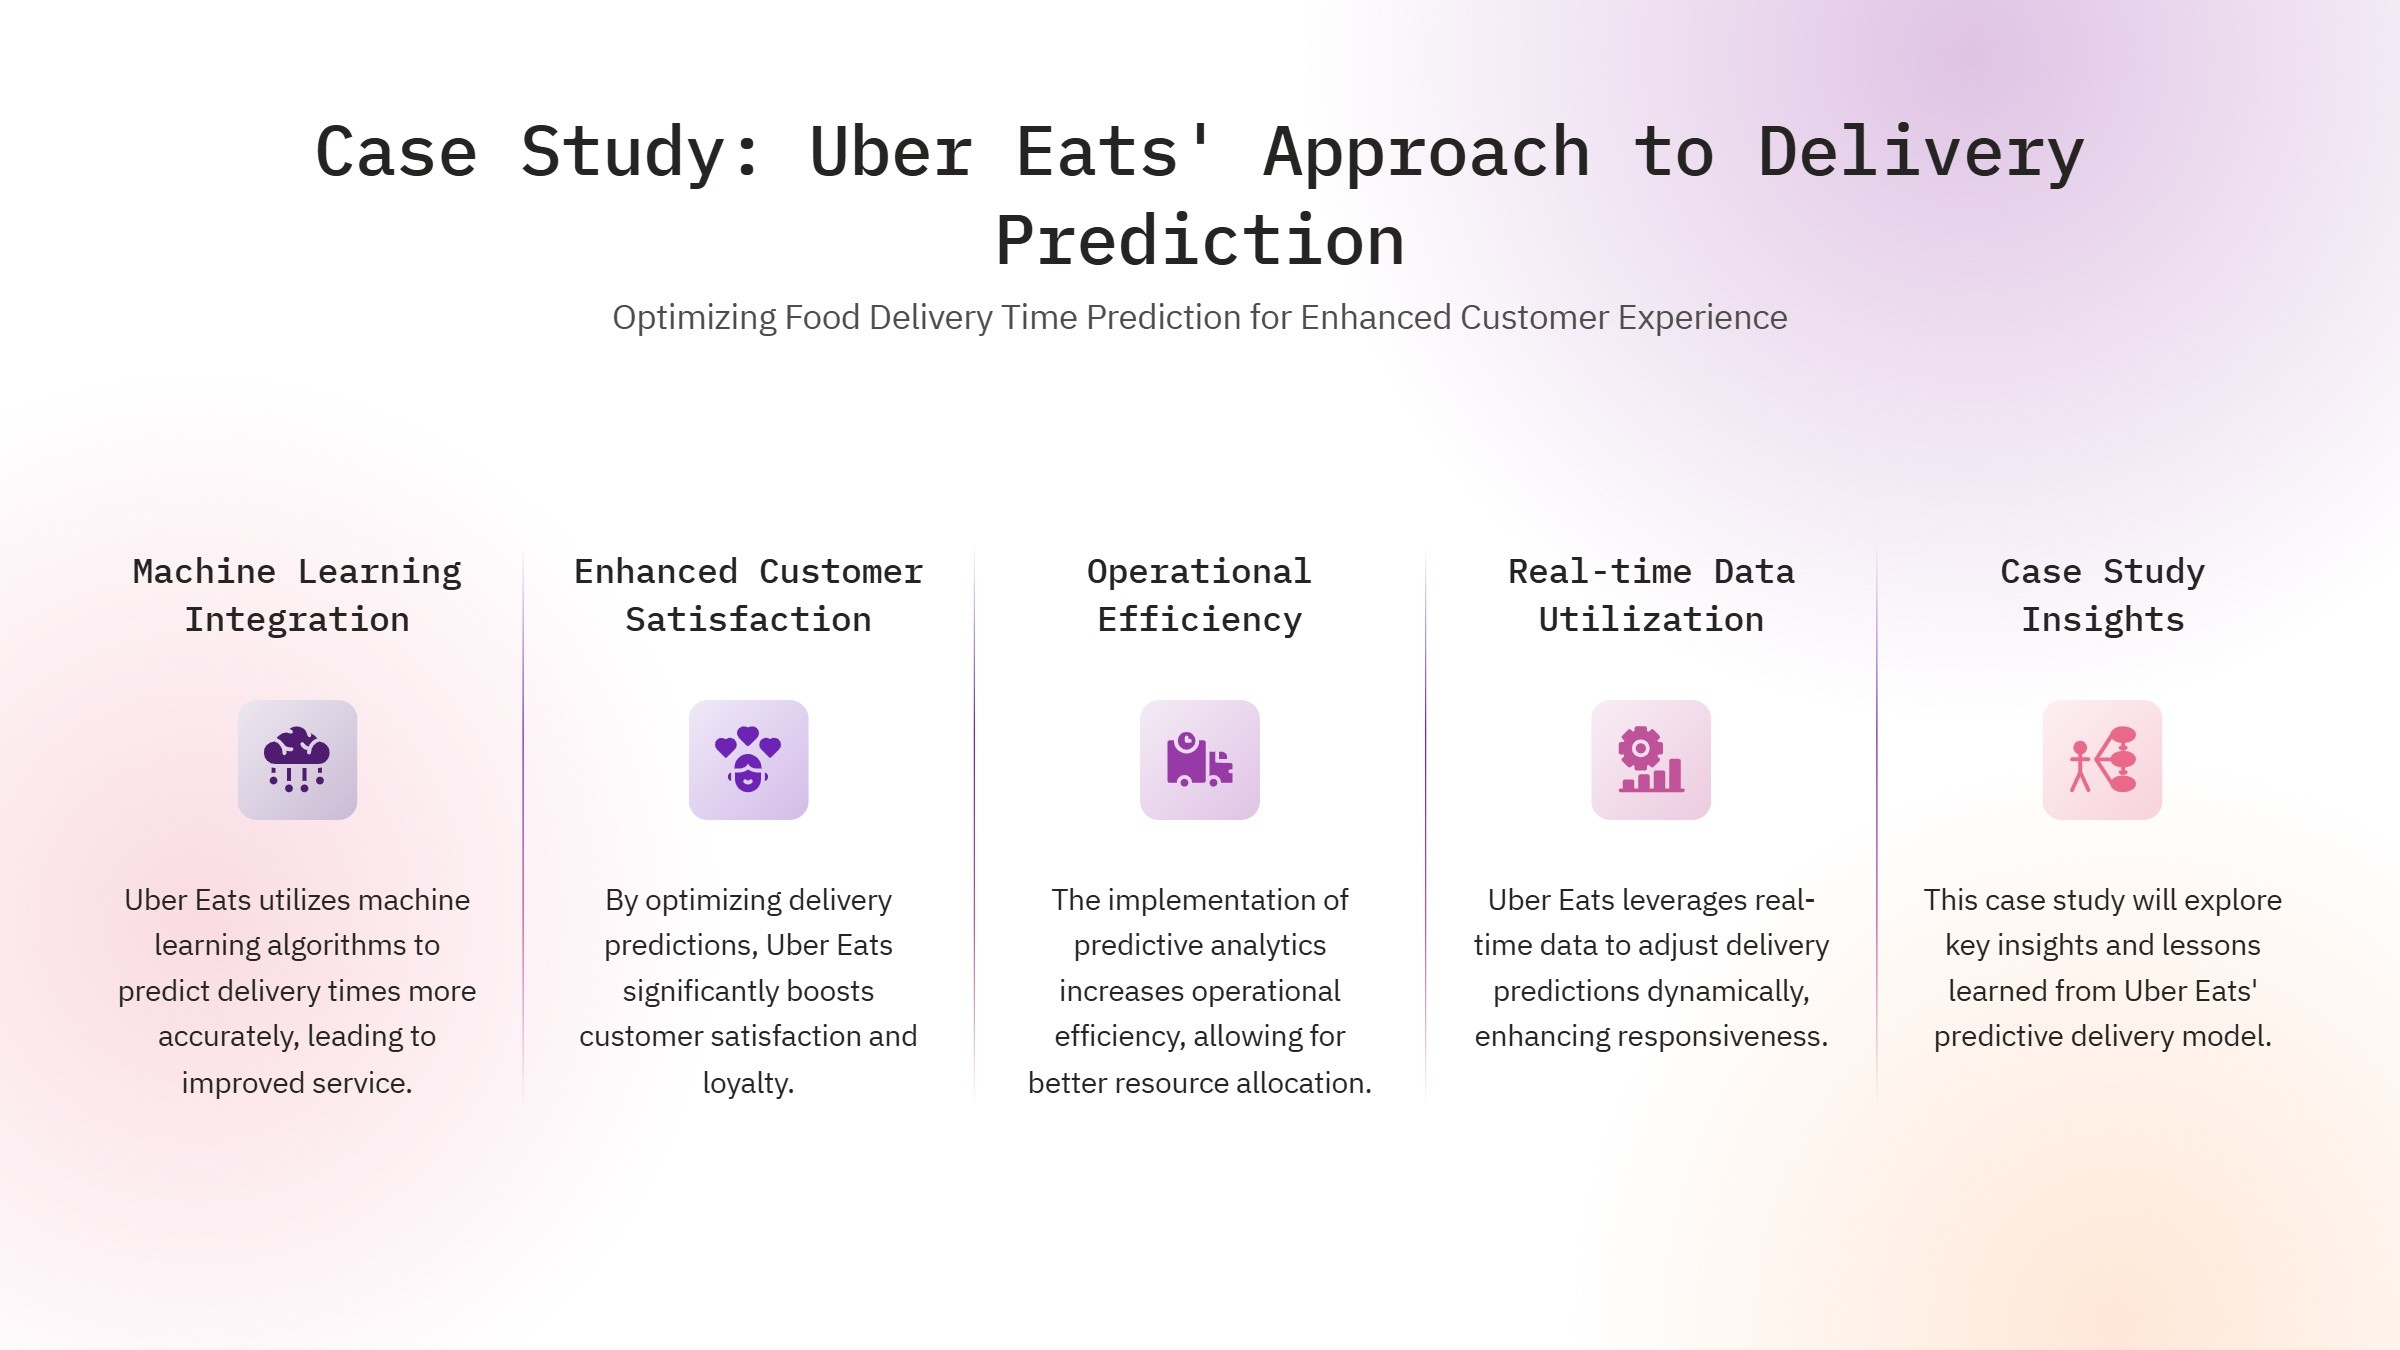 Case Study: Uber Eats' Approach to Delivery
Prediction
Optimizing Food Delivery Time Prediction for Enhanced Customer Experience
Machine Learning
Integration
Uber Eats utilizes machine
learning algorithms to
predict delivery times more
accurately, leading to
improved service.
Enhanced Customer
Satisfaction
By optimizing delivery
predictions, Uber Eats
significantly boosts
customer satisfaction and
loyalty.
Operational
Efficiency
The implementation of
predictive analytics
increases operational
efficiency, allowing for
better resource allocation.
Real-time Data
Utilization
Uber Eats leverages real-
time data to adjust delivery
predictions dynamically,
enhancing responsiveness.
Case Study
Insights
This case study will explore
key insights and lessons
learned from Uber Eats'
predictive delivery model.